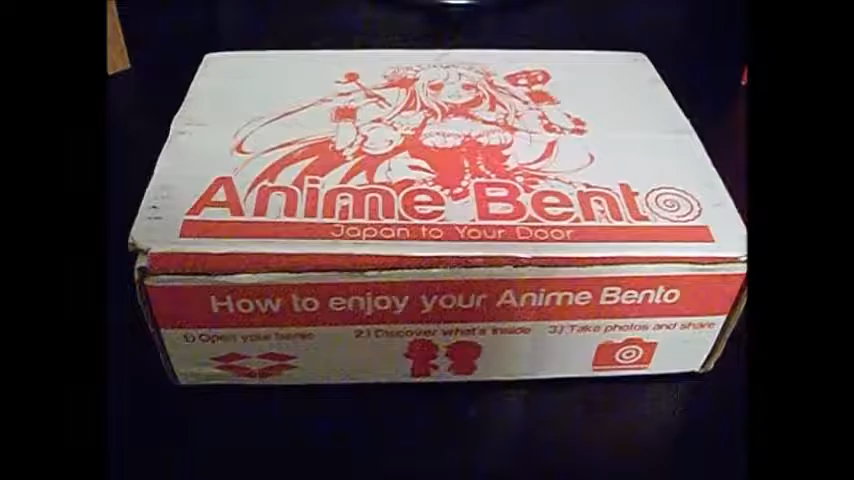 Anime Bento
Japan to Your Door
How to enjoy your Anime Bento
1) Open your bento
2) Discover what's inside
3) Take photos and share